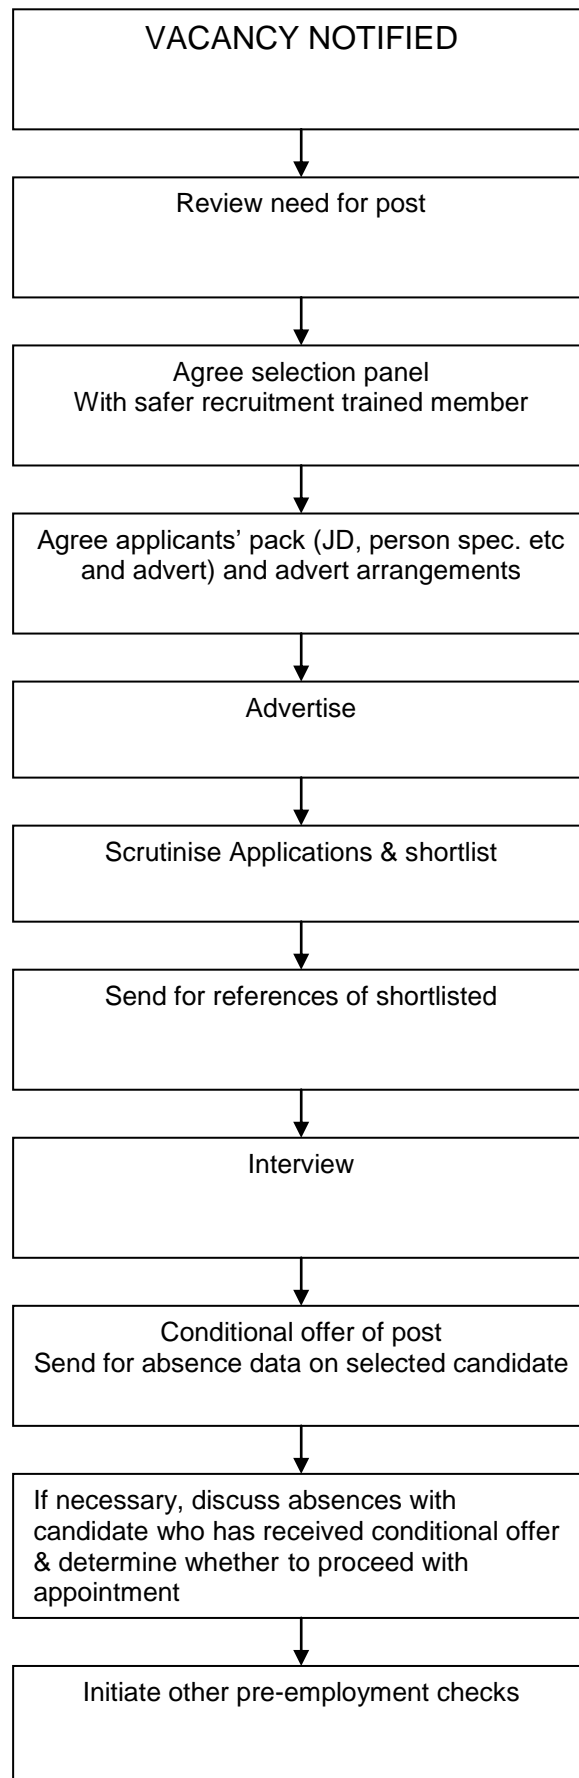 VACANCY NOTIFIED
Review need for post
Agree selection panel
With safer recruitment trained member
Agree applicants’ pack (JD, person spec. etc
and advert) and advert arrangements
Advertise
Scrutinise Applications & shortlist
Send for references of shortlisted
Interview
Conditional offer of post
Send for absence data on selected candidate
If necessary, discuss absences with
candidate who has received conditional offer
& determine whether to proceed with
appointment
Initiate other pre-employment checks